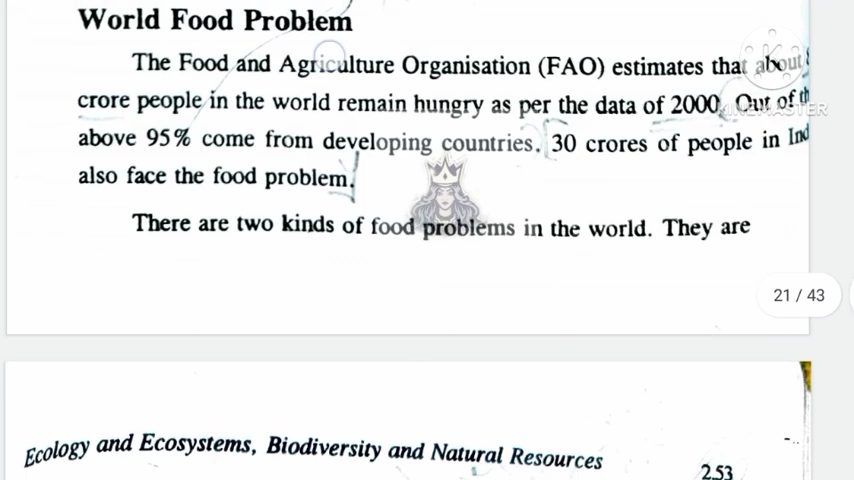 World Food Problem
The Food and Agriculture Organisation (FAO) estimates that about
crore people in the world remain hungry as per the data of 2000. Out of
above 95% come from developing countries. 30 crores of people in
also face the food problem.
There are two kinds of food problems in the world. They are
21 / 43
Ecology and Ecosystems, Biodiversity and Natural Resources
2.53